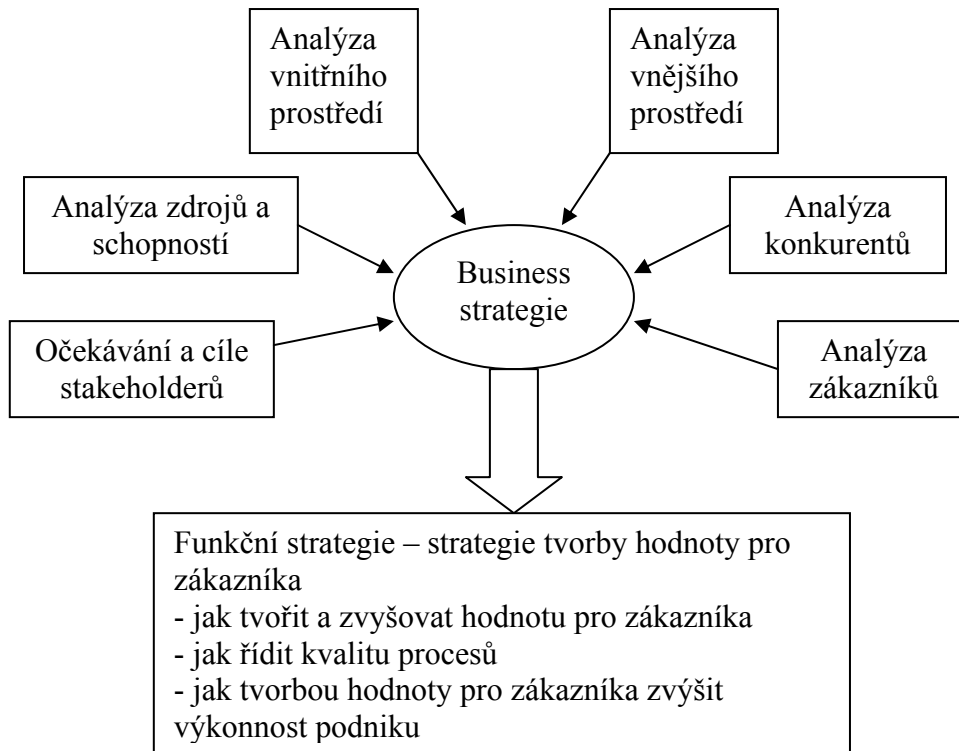 Analýza
vnitřního
prostředí
Analýza
vnějšího
prostředí
Analýza zdrojů a
schopností
Analýza
konkurentů
Business
strategie
Očekávání a cíle
stakeholderů
Analýza
zákazníků
Funkční strategie – strategie tvorby hodnoty pro
zákazníka
- jak tvořit a zvyšovat hodnotu pro zákazníka
- jak řídit kvalitu procesů
- jak tvorbou hodnoty pro zákazníka zvýšit
výkonnost podniku